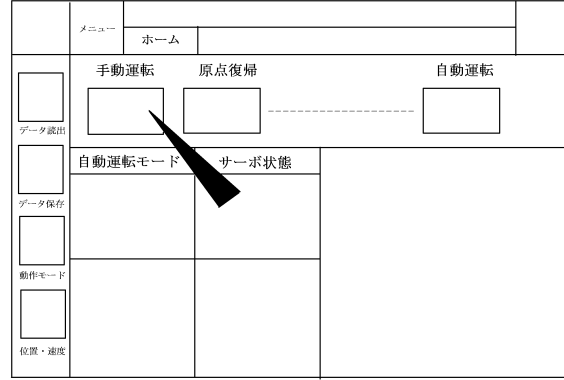 メニュー
ホーム
手動運転 原点復帰 自動運転
データ読出
データ保存
動作モード
位置・速度
自動運転モード サーボ状態